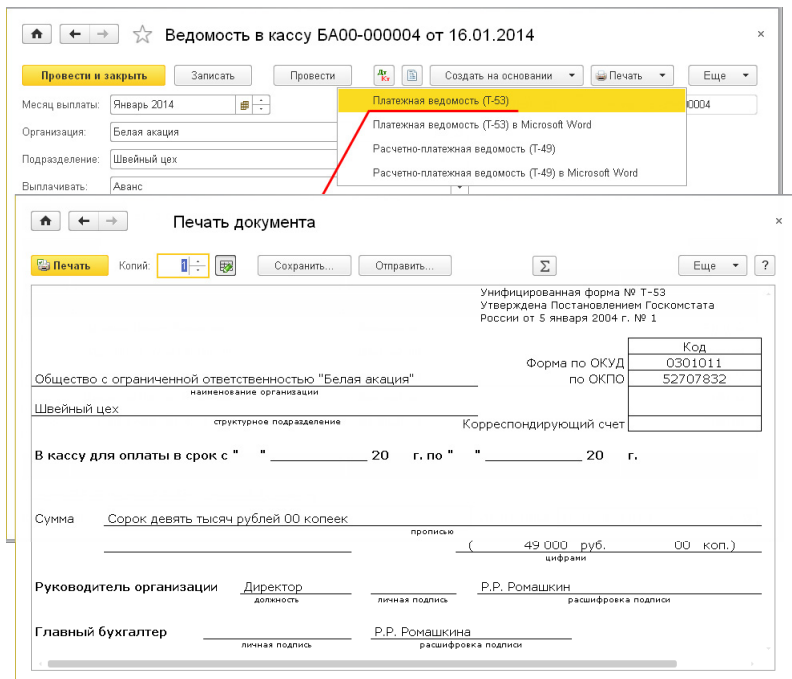 Ведомость в кассу БА00-000004 от 16.01.2014
Провести и закрыть Записать Провести Дт Кт Создать на основании Печать Еще
Месяц выплаты: Январь 2014 0004
Организация: Белая акация
Подразделение: Швейный цех
Выплачивать: Аванс
Платежная ведомость (Т-53)
Платежная ведомость (Т-53) в Microsoft Word
Расчетно-платежная ведомость (Т-49)
Расчетно-платежная ведомость (Т-49) в Microsoft Word
Печать документа
Печать Копий: 1 Сохранить... Отправить... Σ Еще ?
Унифицированная форма № Т-53
Утверждена Постановлением Госкомстата
России от 5 января 2004 г. № 1
Код
Форма по ОКУД 0301011
Общество с ограниченной ответственностью "Белая акация" по ОКПО 52707832
наименование организации
Швейный цех
структурное подразделение
Корреспондирующий счет
В кассу для оплаты в срок с " " ____________ 20 г. по " " ____________ 20 г.
Сумма Сорок девять тысяч рублей 00 копеек
прописью
( 49 000 руб. 00 коп.)
цифрами
Руководитель организации Директор Р.Р. Ромашкин
должность личная подпись расшифровка подписи
Главный бухгалтер Р.Р. Ромашкина
личная подпись расшифровка подписи